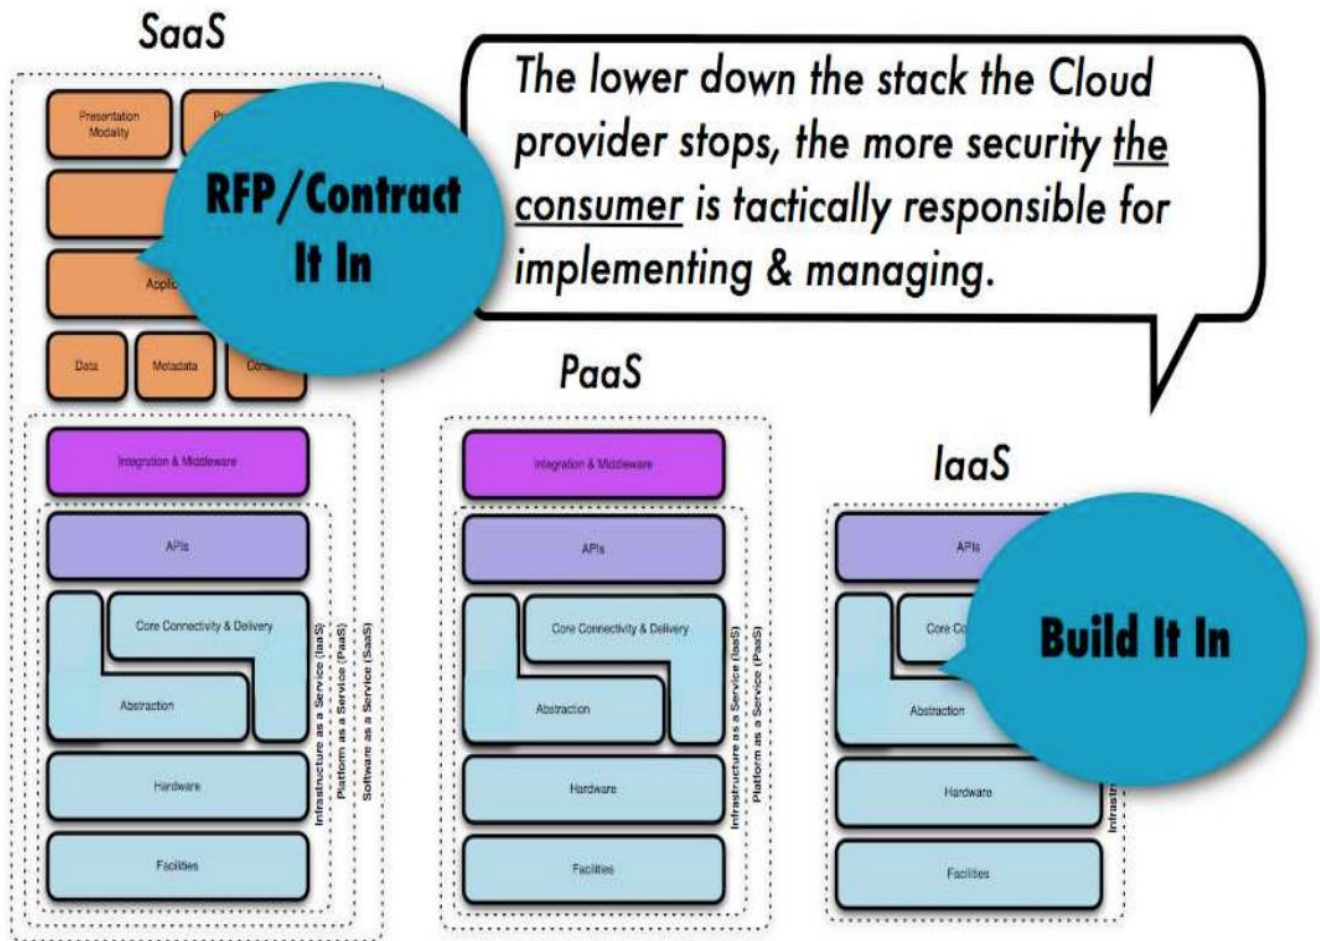 SaaS
The lower down the stack the Cloud
provider stops, the more security the
consumer is tactically responsible for
implementing & managing.
Presentation
Modality
RFP/Contract
It In
Data
Metadata
Integration & Middleware
APIs
Core Connectivity & Delivery
Abstraction
Hardware
Facilities
Infrastructure as a Service (IaaS)
Platform as a Service (PaaS)
Software as a Service (SaaS)
PaaS
Integration & Middleware
APIs
Core Connectivity & Delivery
Abstraction
Hardware
Facilities
Infrastructure as a Service (IaaS)
Platform as a Service (PaaS)
IaaS
APIs
Core
Build It In
Abstraction
Hardware
Facilities